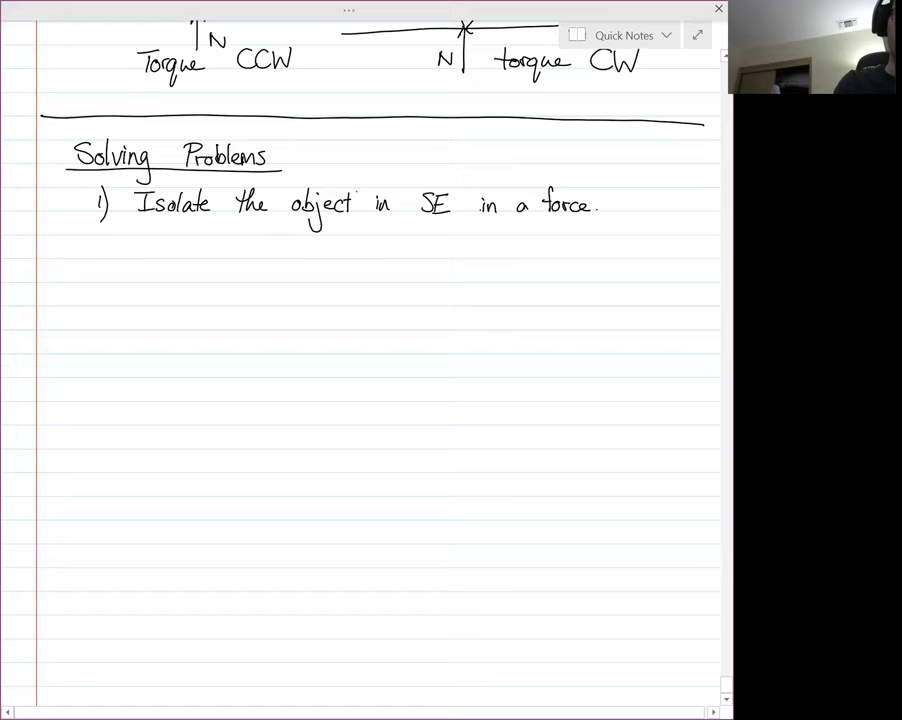 Quick Notes
N
N
Torque CCW
torque CW
Solving Problems
1) Isolate the object in SE in a force.